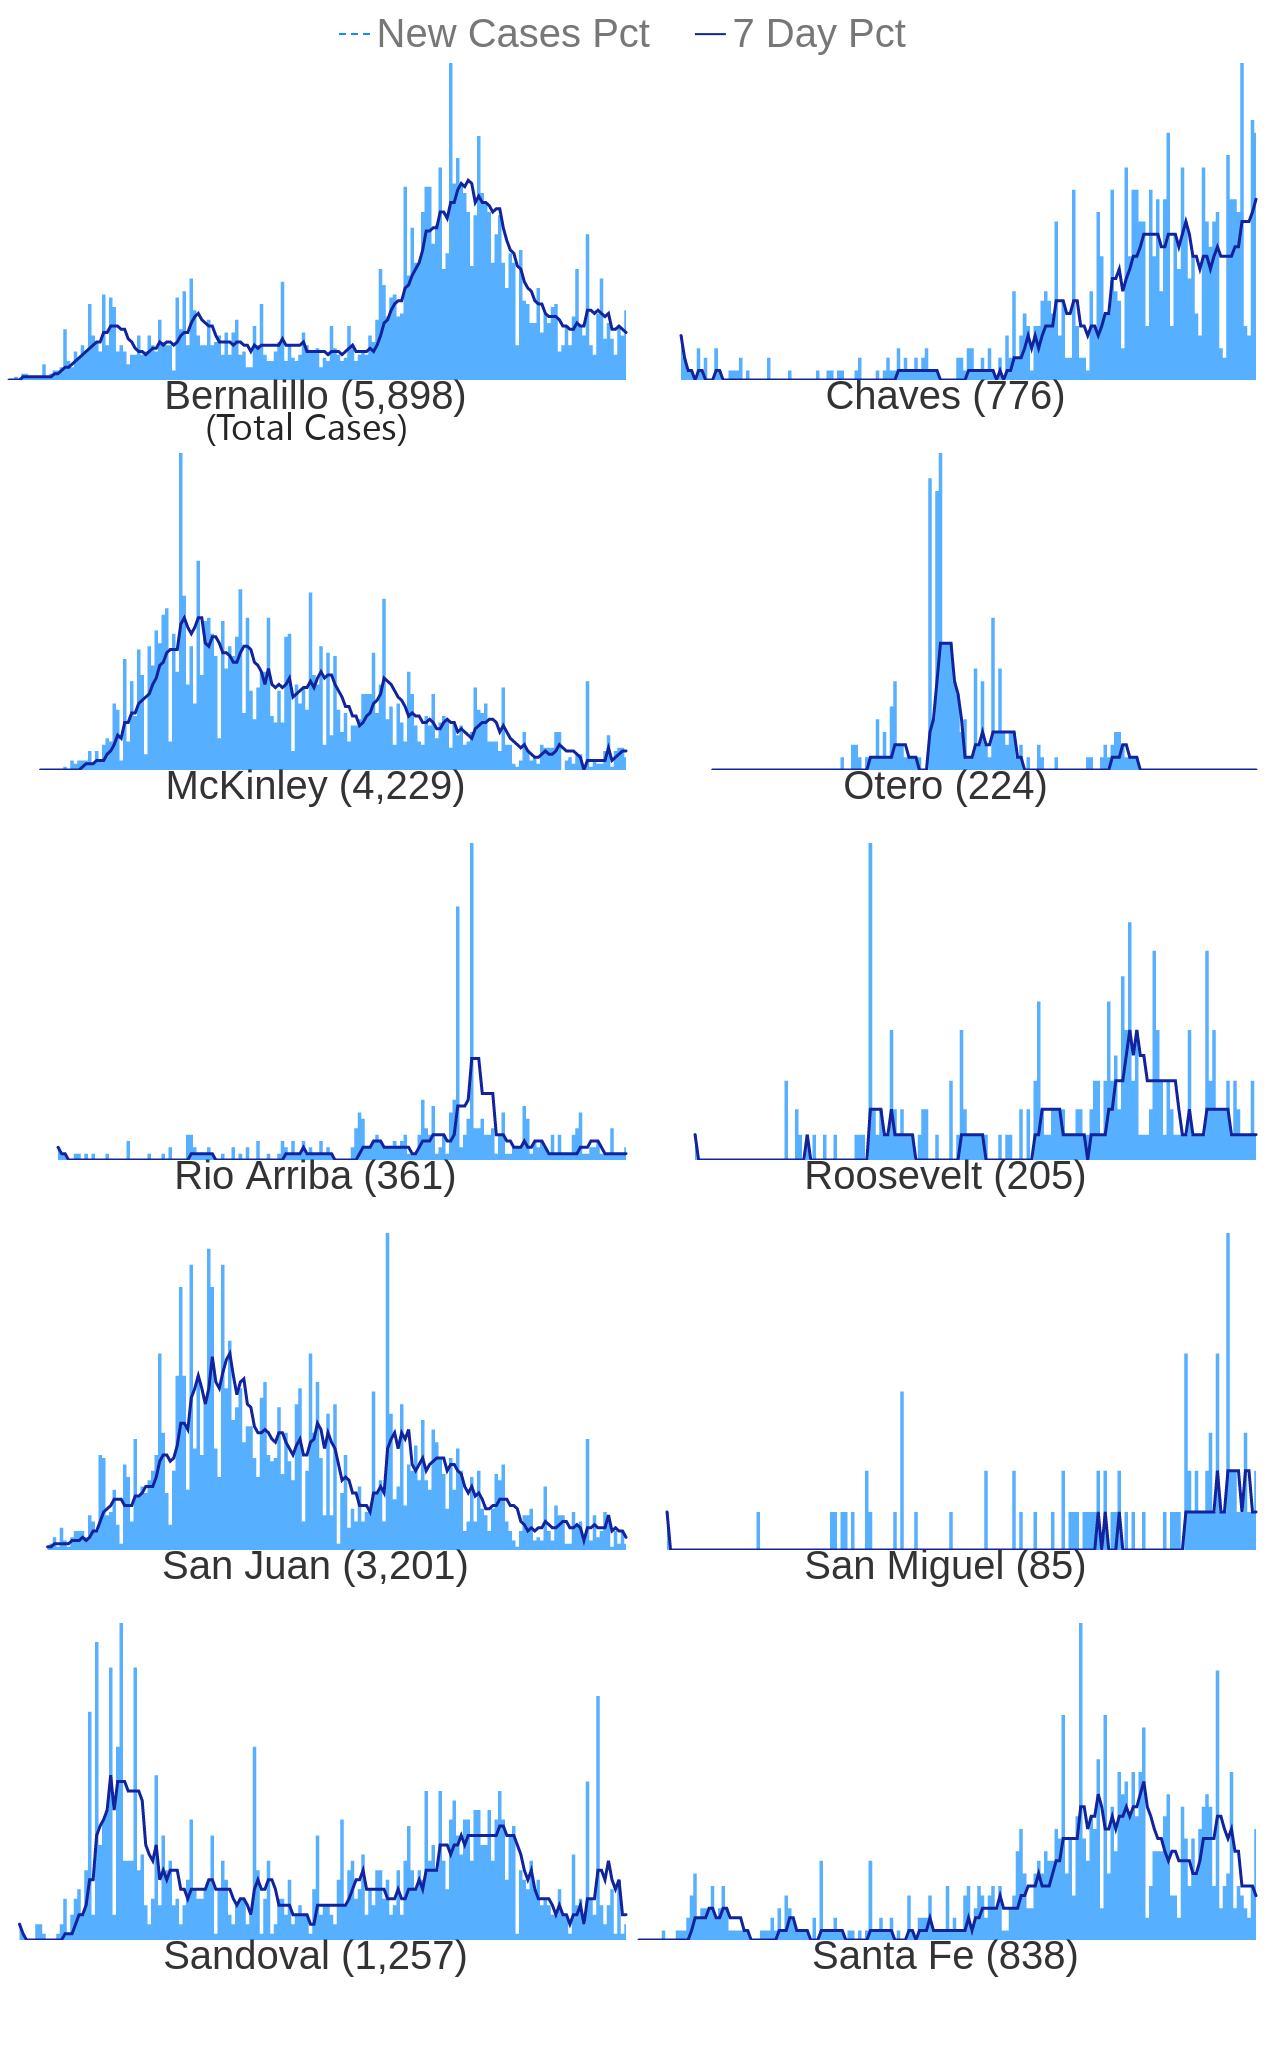 New Cases Pct 7 Day Pct
Bernalillo (5,898) Chaves (776)
(Total Cases)
McKinley (4,229) Otero (224)
Rio Arriba (361) Roosevelt (205)
San Juan (3,201) San Miguel (85)
Sandoval (1,257) Santa Fe (838)